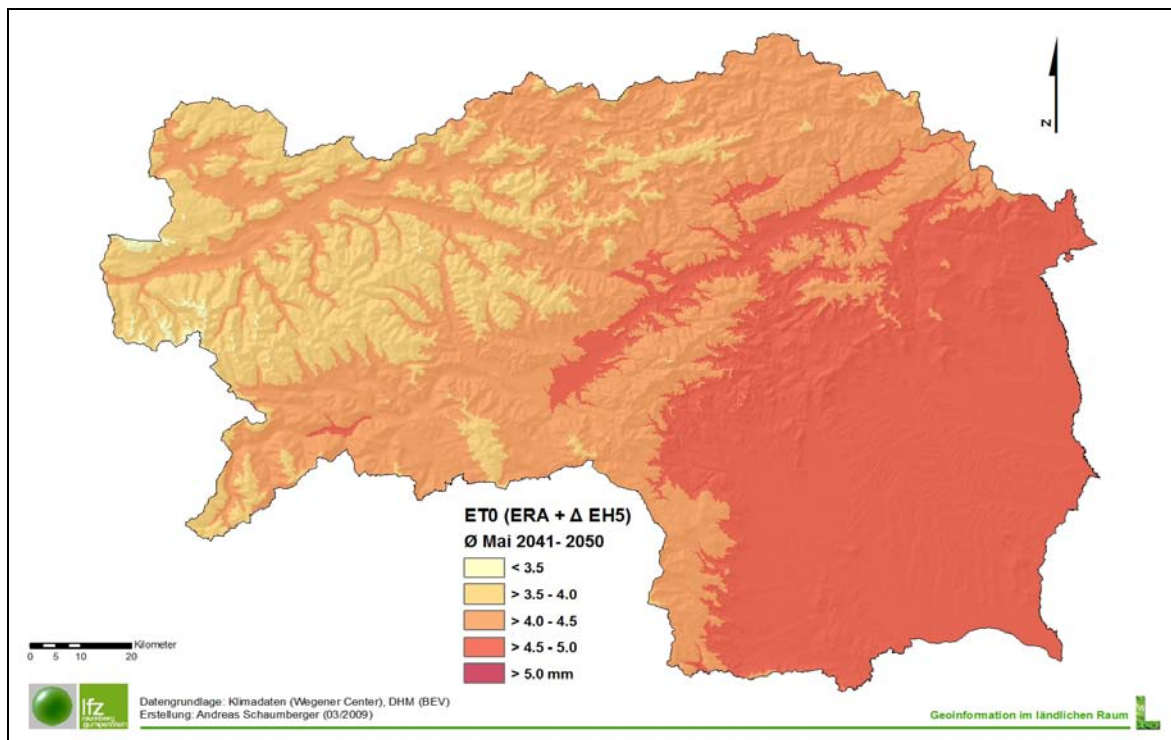 N
ET0 (ERA + Δ EH5)
Ø Mai 2041- 2050
< 3.5
> 3.5 - 4.0
> 4.0 - 4.5
> 4.5 - 5.0
> 5.0 mm
Kilometer
0 5 10 20
lfz
raumberg
gumpenstein
Datengrundlage: Klimadaten (Wegener Center), DHM (BEV)
Erstellung: Andreas Schaumberger (03/2009)
Geoinformation im ländlichen Raum